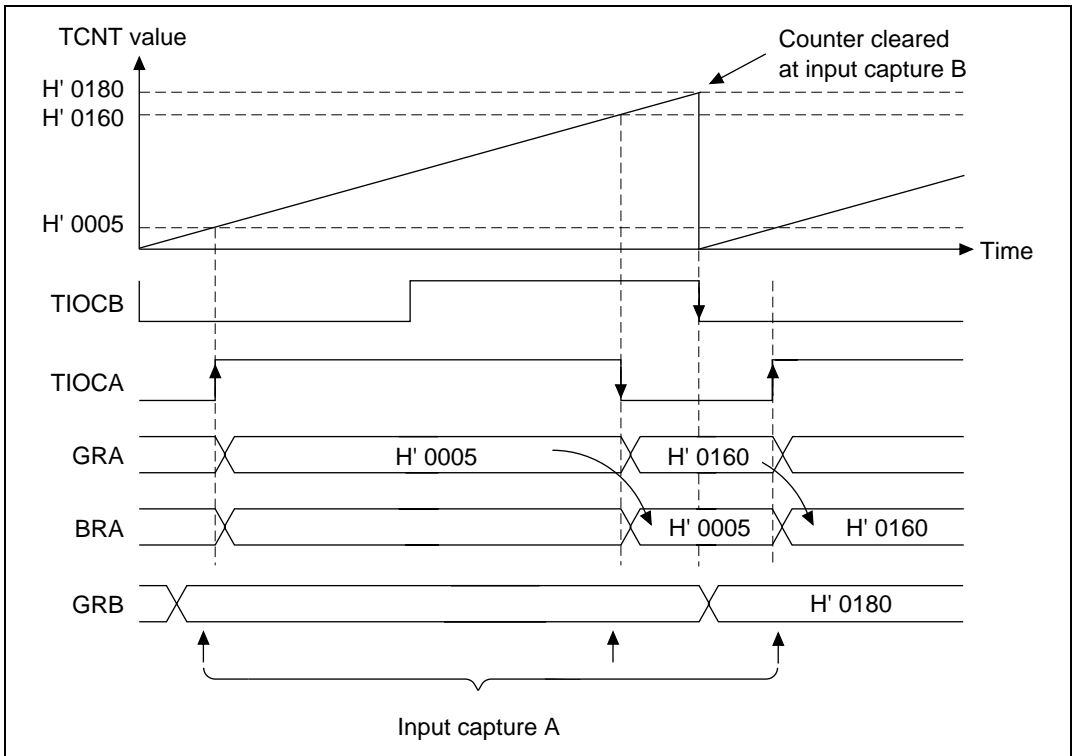 TCNT value
Counter cleared
at input capture B
H' 0180
H' 0160
H' 0005
Time
TIOCB
TIOCA
GRA
H' 0005
H' 0160
BRA
H' 0005
H' 0160
GRB
H' 0180
Input capture A